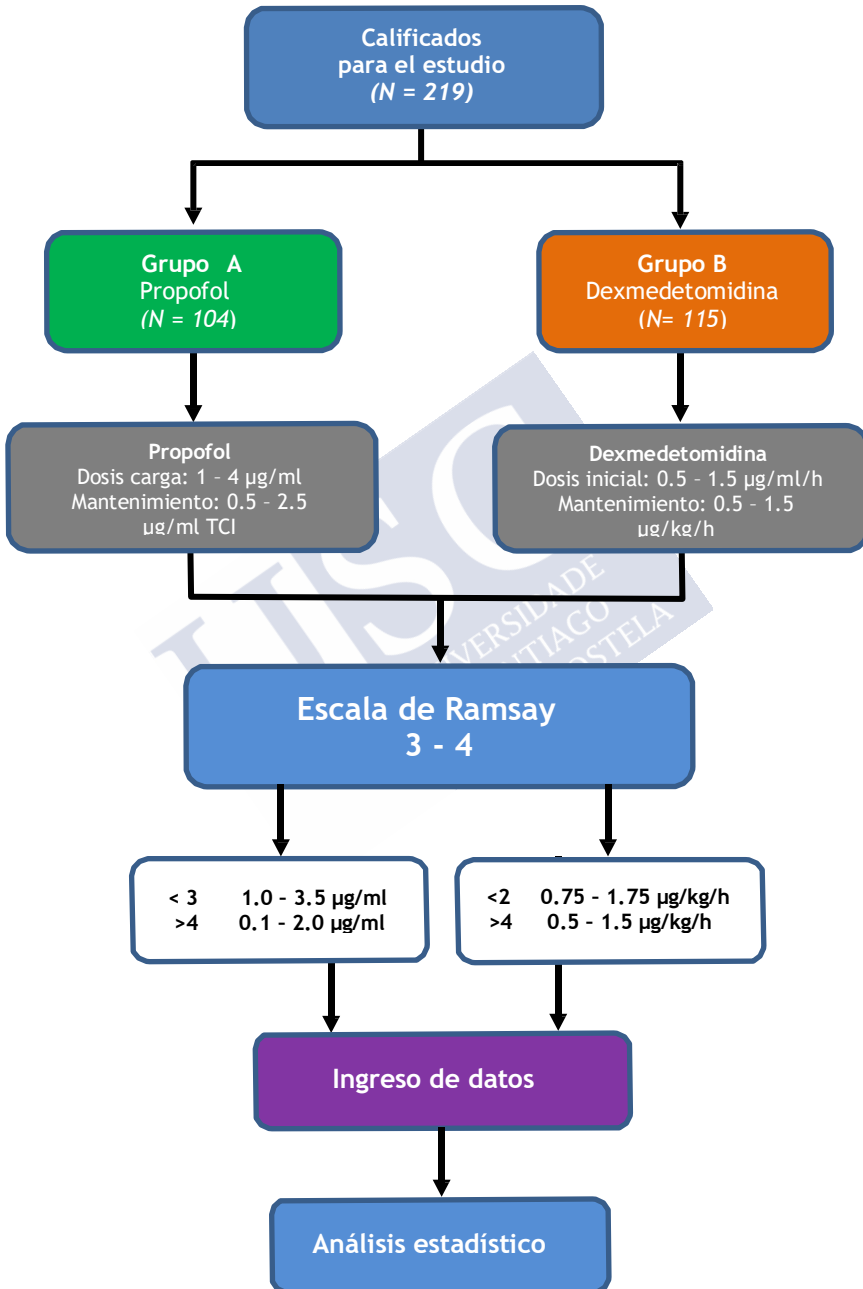 Calificados
para el estudio
(N = 219)
Grupo A
Propofol
(N = 104)
Grupo B
Dexmedetomidina
(N= 115)
Propofol
Dosis carga: 1 – 4 µg/ml
Mantenimiento: 0.5 – 2.5
µg/ml TCI
Dexmedetomidina
Dosis inicial: 0.5 – 1.5 µg/ml/h
Mantenimiento: 0.5 – 1.5
µg/kg/h
USC
Escala de Ramsay
3 - 4
< 3 1.0 – 3.5 µg/ml
>4 0.1 – 2.0 µg/ml
<2 0.75 – 1.75 µg/kg/h
>4 0.5 – 1.5 µg/kg/h
Ingreso de datos
Análisis estadístico